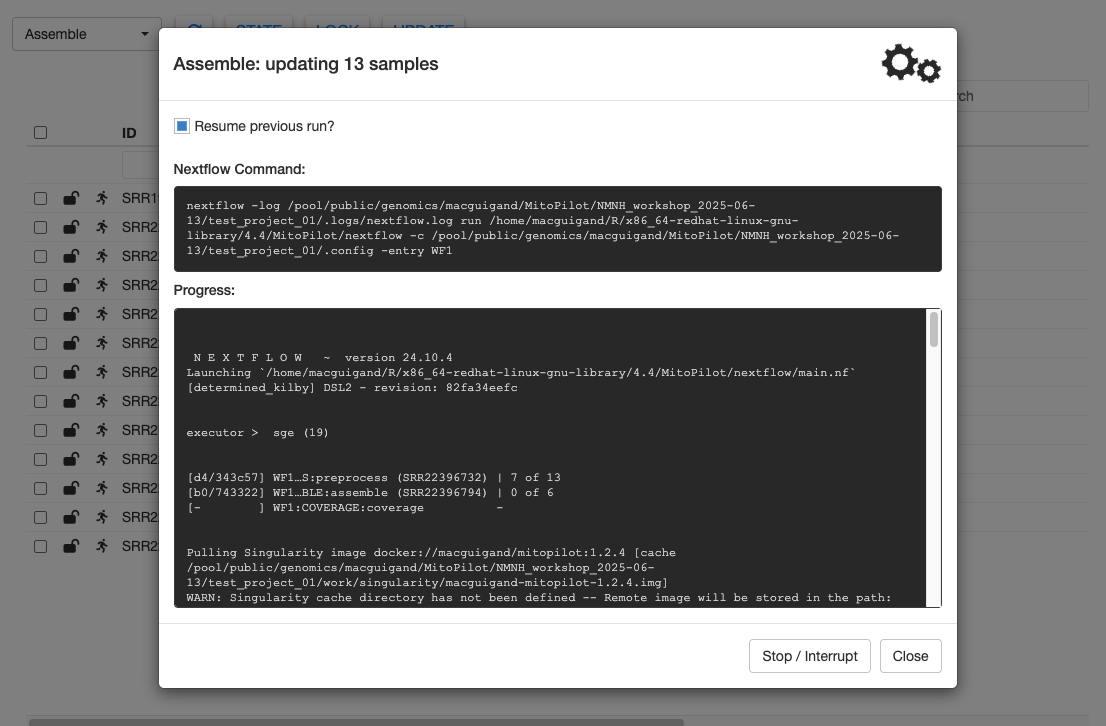 Assemble
STATE LOCK UPDATE
Assemble: updating 13 samples
rch
Resume previous run?
ID
Nextflow Command:
nextflow -log /pool/public/genomics/macguigand/MitoPilot/NMNH_workshop_2025-06-
13/test_project_01/.logs/nextflow.log run /home/macguigand/R/x86_64-redhat-linux-gnu-
library/4.4/MitoPilot/nextflow -c /pool/public/genomics/macguigand/MitoPilot/NMNH_workshop_2025-06-
13/test_project_01/.config -entry WF1
SRR1
SRR2
SRR2
SRR2
SRR2
SRR2
SRR2
SRR2
SRR2
SRR2
SRR2
SRR2
SRR2
Progress:
N E X T F L O W ~ version 24.10.4
Launching `/home/macguigand/R/x86_64-redhat-linux-gnu-library/4.4/MitoPilot/nextflow/main.nf`
[determined_kilby] DSL2 - revision: 82fa34eefc
executor > sge (19)
[d4/343c57] WF1…S:preprocess (SRR22396732) | 7 of 13
[b0/743322] WF1…BLE:assemble (SRR22396794) | 0 of 6
[- ] WF1:COVERAGE:coverage -
Pulling Singularity image docker://macguigand/mitopilot:1.2.4 [cache
/pool/public/genomics/macguigand/MitoPilot/NMNH_workshop_2025-06-
13/test_project_01/work/singularity/macguigand-mitopilot-1.2.4.img]
WARN: Singularity cache directory has not been defined -- Remote image will be stored in the path:
Stop / Interrupt
Close